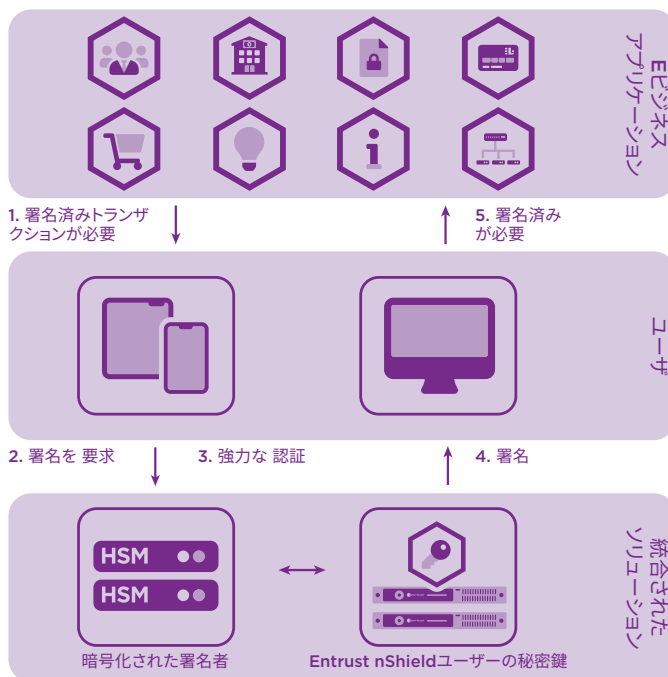 Eビジネス
アプリケーション
1. 署名済みトランザ
クションが必要
5. 署名済み
が必要
ユーザ
2. 署名を 要求
3. 強力な 認証
4. 署名
HSM
HSM
統合された
ソリューション
暗号化された署名者
Entrust nShieldユーザーの秘密鍵